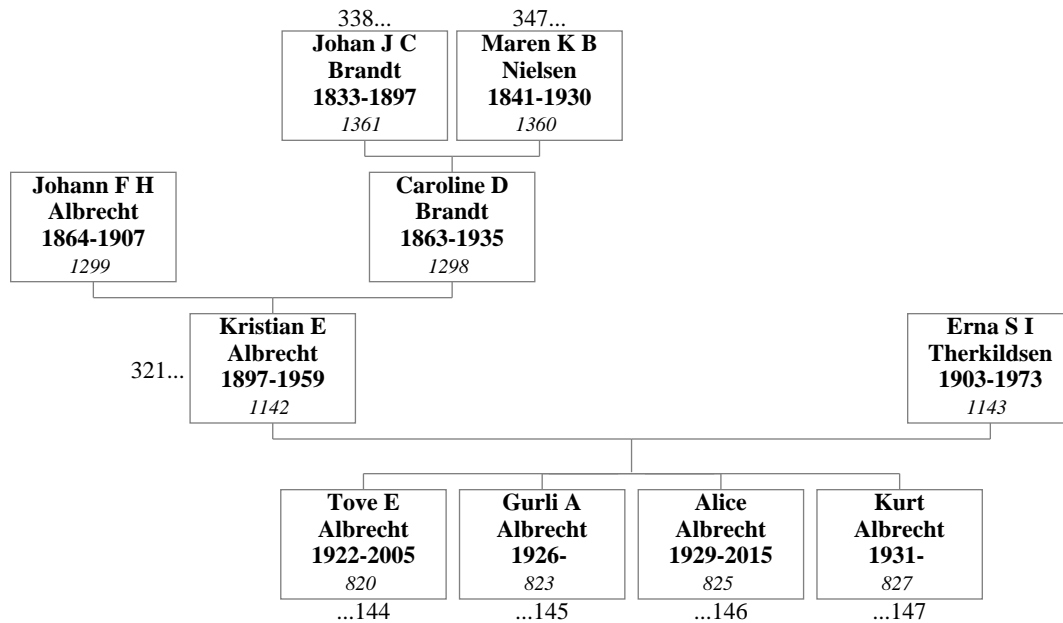 338...
Johan J C
Brandt
1833-1897
1361
347...
Maren K B
Nielsen
1841-1930
1360
Johann F H
Albrecht
1864-1907
1299
Caroline D
Brandt
1863-1935
1298
321...
Kristian E
Albrecht
1897-1959
1142
Erna S I
Therkildsen
1903-1973
1143
Tove E
Albrecht
1922-2005
820
...144
Gurli A
Albrecht
1926-
823
...145
Alice
Albrecht
1929-2015
825
...146
Kurt
Albrecht
1931-
827
...147